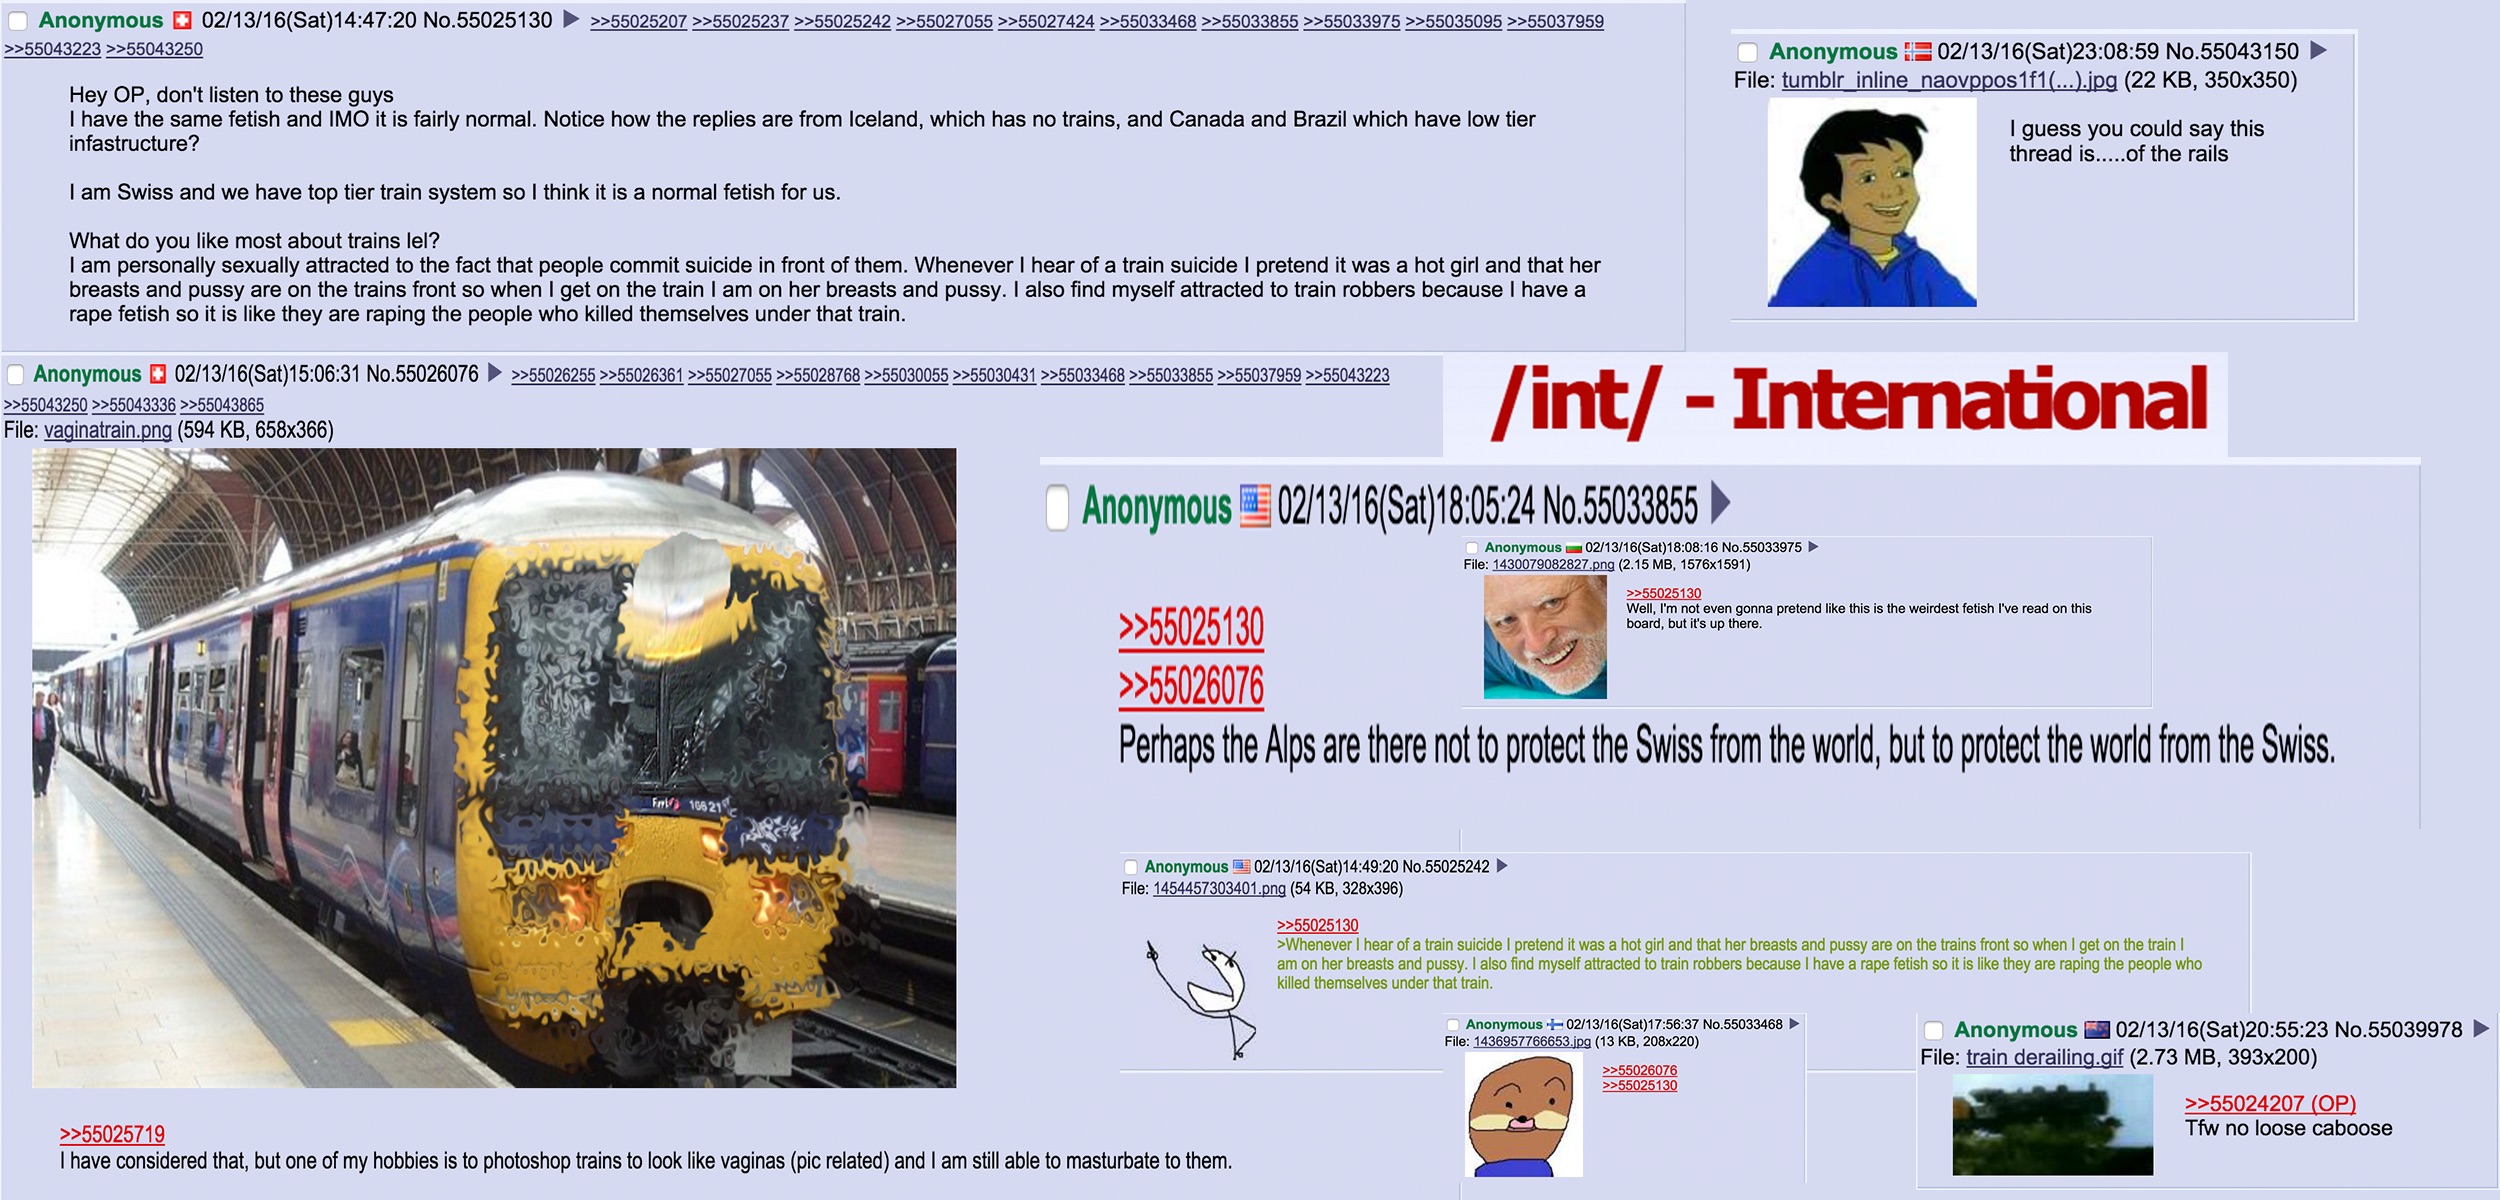 Anonymous 02/13/16(Sat)14:47:20 No.55025130 ▶ >>55025207 >>55025237 >>55025242 >>55027055 >>55027424 >>55033468 >>55033855 >>55033975 >>55035095 >>55037959
>>55043223 >>55043250
Hey OP, don't listen to these guys
I have the same fetish and IMO it is fairly normal. Notice how the replies are from Iceland, which has no trains, and Canada and Brazil which have low tier
infastructure?
I am Swiss and we have top tier train system so I think it is a normal fetish for us.
What do you like most about trains lel?
I am personally sexually attracted to the fact that people commit suicide in front of them. Whenever I hear of a train suicide I pretend it was a hot girl and that her
breasts and pussy are on the trains front so when I get on the train I am on her breasts and pussy. I also find myself attracted to train robbers because I have a
rape fetish so it is like they are raping the people who killed themselves under that train.
Anonymous 02/13/16(Sat)23:08:59 No.55043150 ▶
File: tumblr_inline_naovppos1f1(...).jpg (22 KB, 350x350)
I guess you could say this
thread is.....of the rails
Anonymous 02/13/16(Sat)15:06:31 No.55026076 ▶ >>55026255 >>55026361 >>55027055 >>55028768 >>55030055 >>55030431 >>55033468 >>55033855 >>55037959 >>55043223
>>55043250 >>55043336 >>55043865
File: vaginatrain.png (594 KB, 658x366)
166 21
>>55025719
I have considered that, but one of my hobbies is to photoshop trains to look like vaginas (pic related) and I am still able to masturbate to them.
/int/ - International
Anonymous 02/13/16(Sat)18:05:24 No.55033855 ▶
>>55025130
>>55026076
Perhaps the Alps are there not to protect the Swiss from the world, but to protect the world from the Swiss.
Anonymous 02/13/16(Sat)18:08:16 No.55033975 ▶
File: 1430079082827.png (2.15 MB, 1576x1591)
>>55025130
Well, I'm not even gonna pretend like this is the weirdest fetish I've read on this
board, but it's up there.
Anonymous 02/13/16(Sat)14:49:20 No.55025242 ▶
File: 1454457303401.png (54 KB, 328x396)
>>55025130
>Whenever I hear of a train suicide I pretend it was a hot girl and that her breasts and pussy are on the trains front so when I get on the train I
am on her breasts and pussy. I also find myself attracted to train robbers because I have a rape fetish so it is like they are raping the people who
killed themselves under that train.
Anonymous 02/13/16(Sat)17:56:37 No.55033468 ▶
File: 1436957766653.jpg (13 KB, 208x220)
>>55026076
>>55025130
Anonymous 02/13/16(Sat)20:55:23 No.55039978 ▶
File: train derailing.gif (2.73 MB, 393x200)
>>55024207 (OP)
Tfw no loose caboose